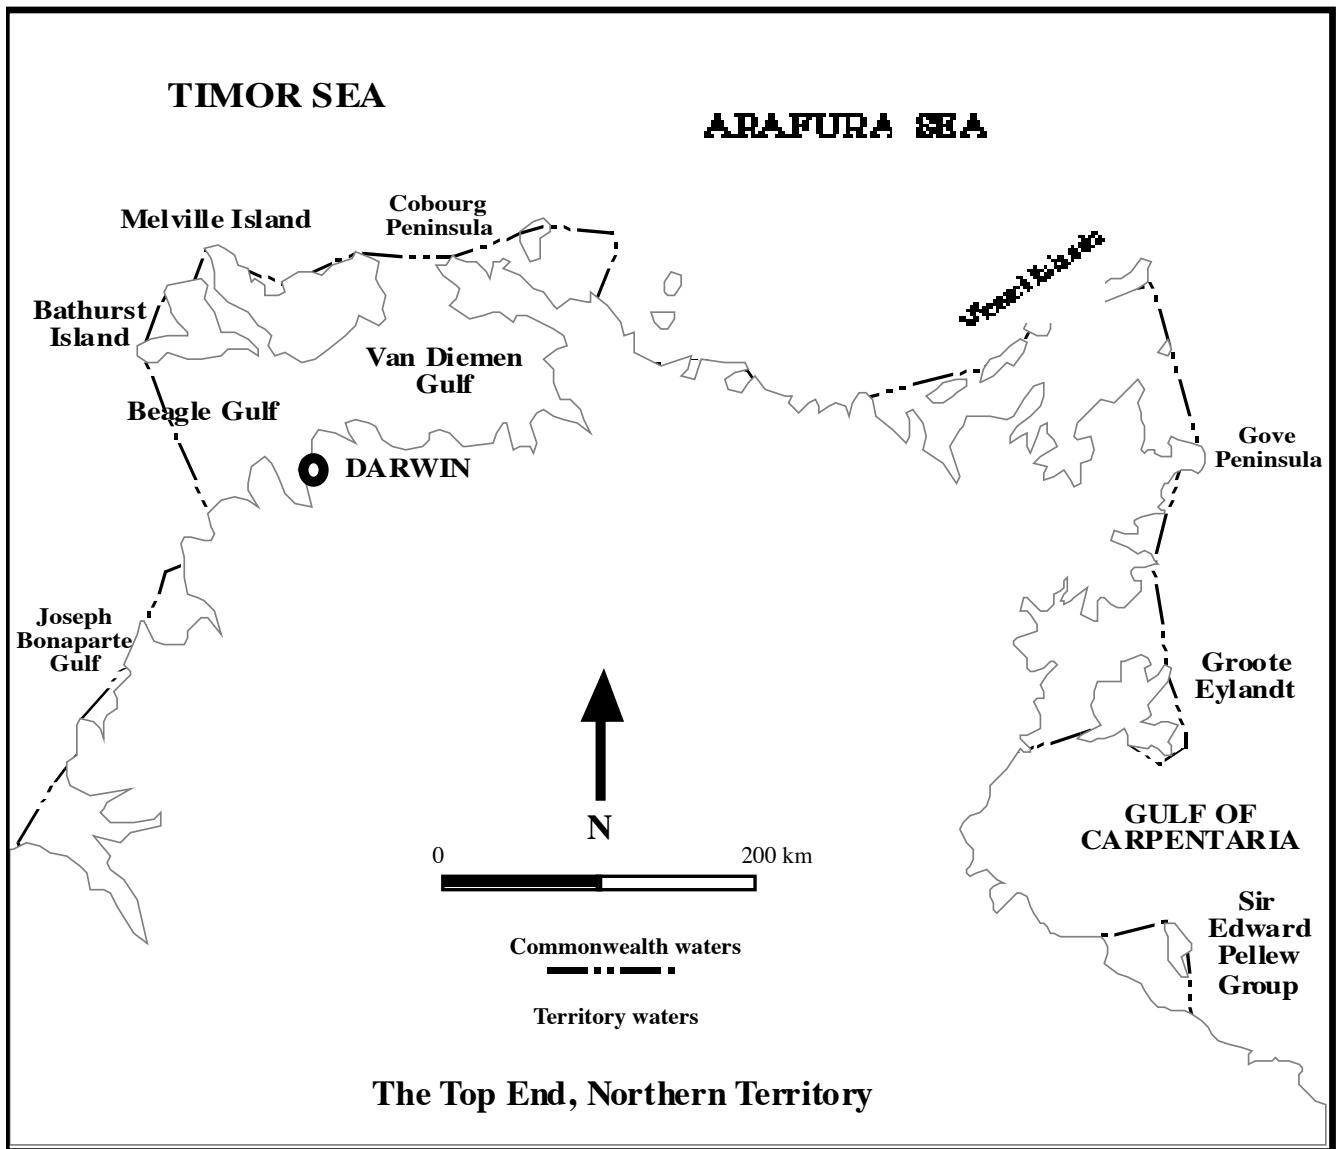 TIMOR SEA
ARAFURA SEA
Cobourg
Peninsula
Melville Island
Bathurst
Island
Van Diemen
Gulf
Beagle Gulf
DARWIN
Gove
Peninsula
Joseph
Bonaparte
Gulf
Groote
Eylandt
N
0 200 km
GULF OF
CARPENTARIA
Sir
Edward
Pellew
Group
Commonwealth waters
Territory waters
The Top End, Northern Territory